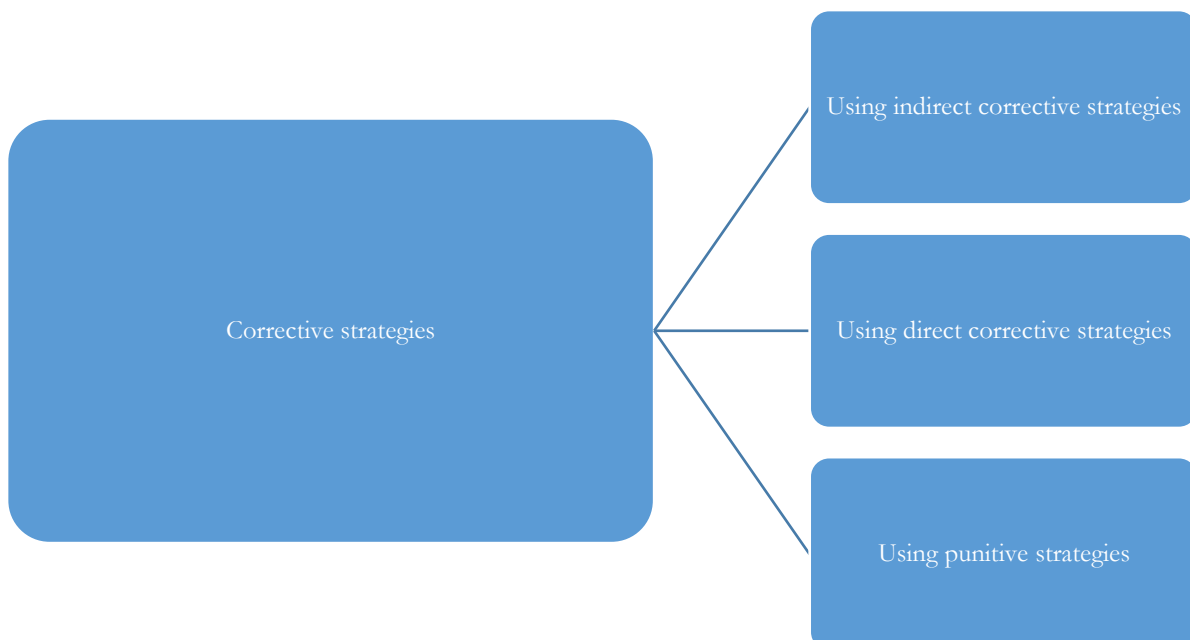 Corrective strategies
Using indirect corrective strategies
Using direct corrective strategies
Using punitive strategies